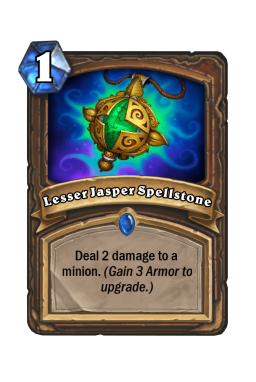 1
Lesser Jasper Spellstone
Deal 2 damage to a
minion. (Gain 3 Armor to
upgrade.)